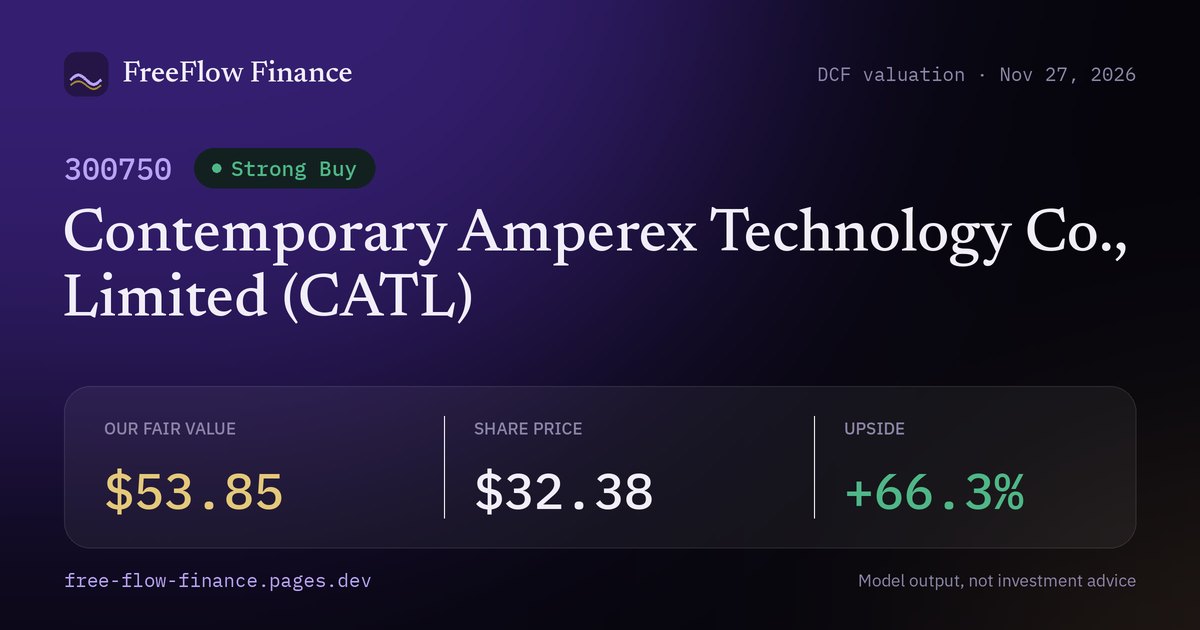 FreeFlow Finance
DCF valuation · Nov 27, 2026
300750
Strong Buy
Contemporary Amperex Technology Co.,
Limited (CATL)
OUR FAIR VALUE
$53.85
SHARE PRICE
$32.38
UPSIDE
+66.3%
free-flow-finance.pages.dev
Model output, not investment advice